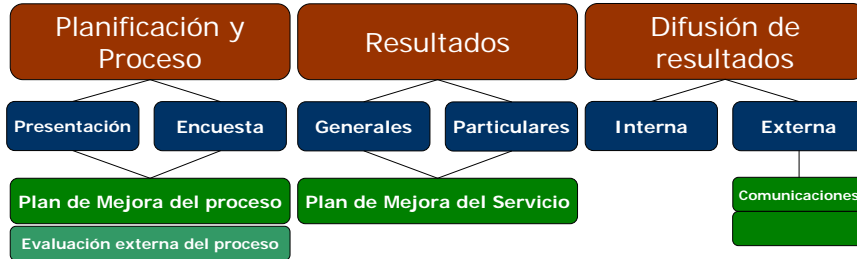 Planificación y
Proceso
Resultados
Difusión de
resultados
Presentación
Encuesta
Generales
Particulares
Interna
Externa
Plan de Mejora del proceso
Plan de Mejora del Servicio
Comunicaciones
Evaluación externa del proceso